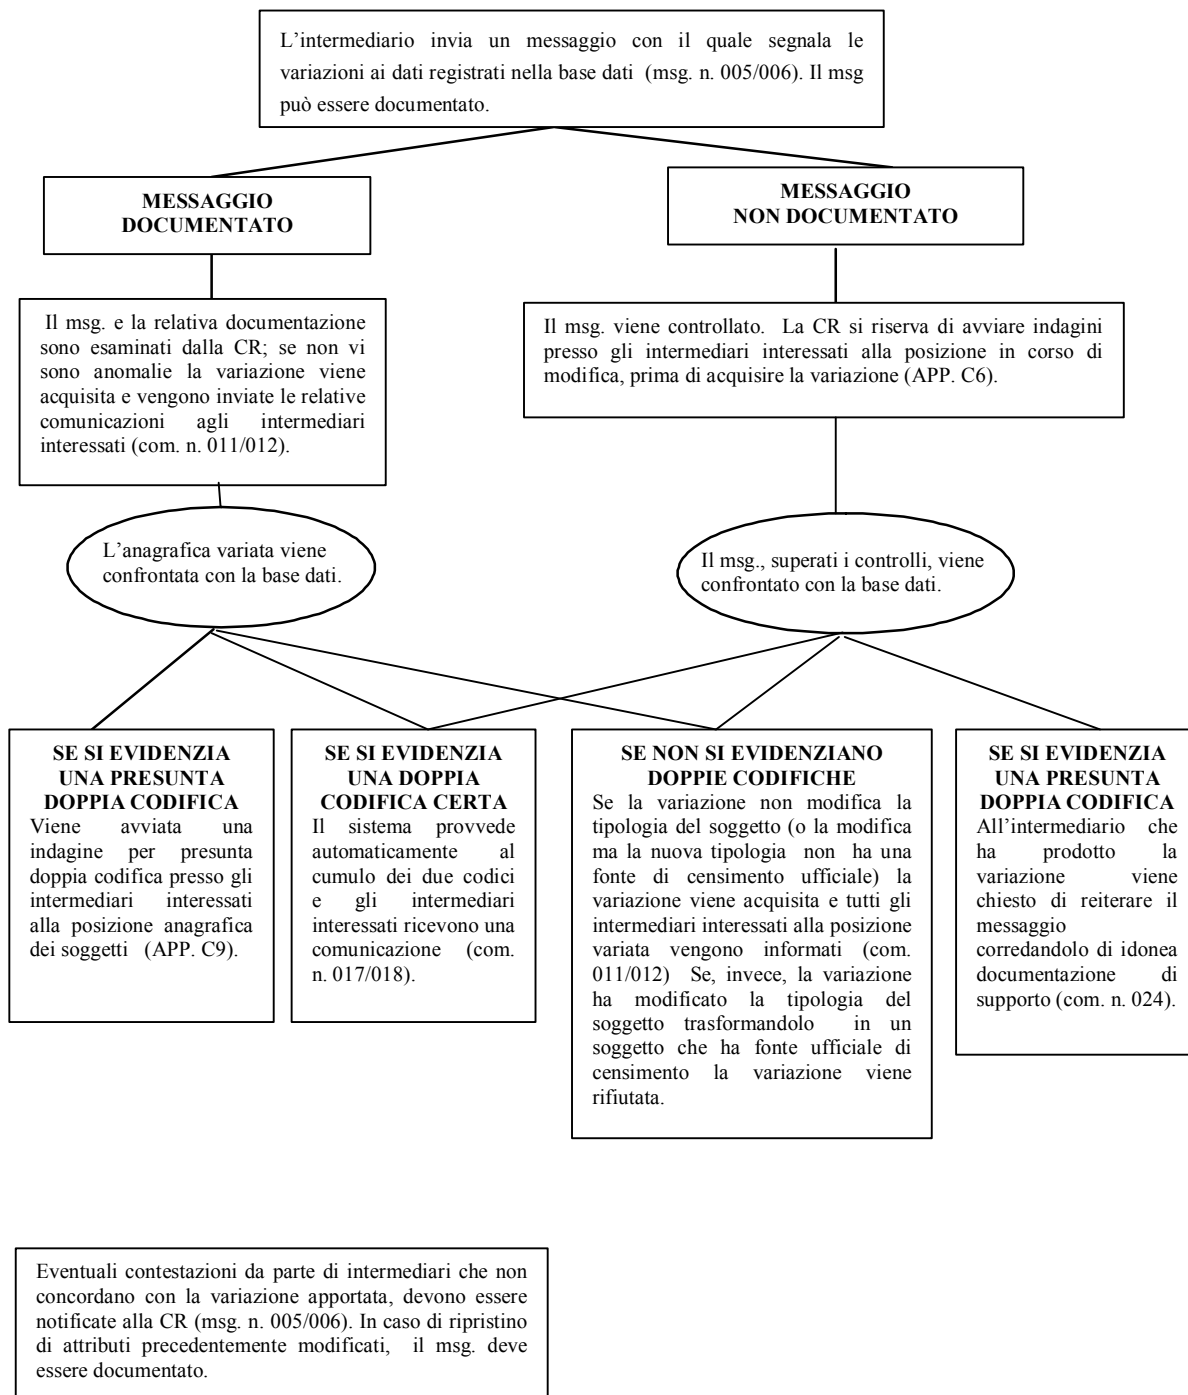 L’intermediario invia un messaggio con il quale segnala le
variazioni ai dati registrati nella base dati (msg. n. 005/006). Il msg
può essere documentato.
MESSAGGIO
DOCUMENTATO
MESSAGGIO
NON DOCUMENTATO
Il msg. e la relativa documentazione
sono esaminati dalla CR; se non vi
sono anomalie la variazione viene
acquisita e vengono inviate le relative
comunicazioni agli intermediari
interessati (com. n. 011/012).
Il msg. viene controllato. La CR si riserva di avviare indagini
presso gli intermediari interessati alla posizione in corso di
modifica, prima di acquisire la variazione (APP. C6).
L’anagrafica variata viene
confrontata con la base dati.
Il msg., superati i controlli, viene
confrontato con la base dati.
SE SI EVIDENZIA
UNA PRESUNTA
DOPPIA CODIFICA
Viene avviata una
indagine per presunta
doppia codifica presso gli
intermediari interessati
alla posizione anagrafica
dei soggetti (APP. C9).
SE SI EVIDENZIA
UNA DOPPIA
CODIFICA CERTA
Il sistema provvede
automaticamente al
cumulo dei due codici
e gli intermediari
interessati ricevono una
comunicazione (com.
n. 017/018).
SE NON SI EVIDENZIANO
DOPPIE CODIFICHE
Se la variazione non modifica la
tipologia del soggetto (o la modifica
ma la nuova tipologia non ha una
fonte di censimento ufficiale) la
variazione viene acquisita e tutti gli
intermediari interessati alla posizione
variata vengono informati (com.
011/012) Se, invece, la variazione
ha modificato la tipologia del
soggetto trasformandolo in un
soggetto che ha fonte ufficiale di
censimento la variazione viene
rifiutata.
SE SI EVIDENZIA
UNA PRESUNTA
DOPPIA CODIFICA
All’intermediario che
ha prodotto la
variazione viene
chiesto di reiterare il
messaggio
corredandolo di idonea
documentazione di
supporto (com. n. 024).
Eventuali contestazioni da parte di intermediari che non
concordano con la variazione apportata, devono essere
notificate alla CR (msg. n. 005/006). In caso di ripristino
di attributi precedentemente modificati, il msg. deve
essere documentato.